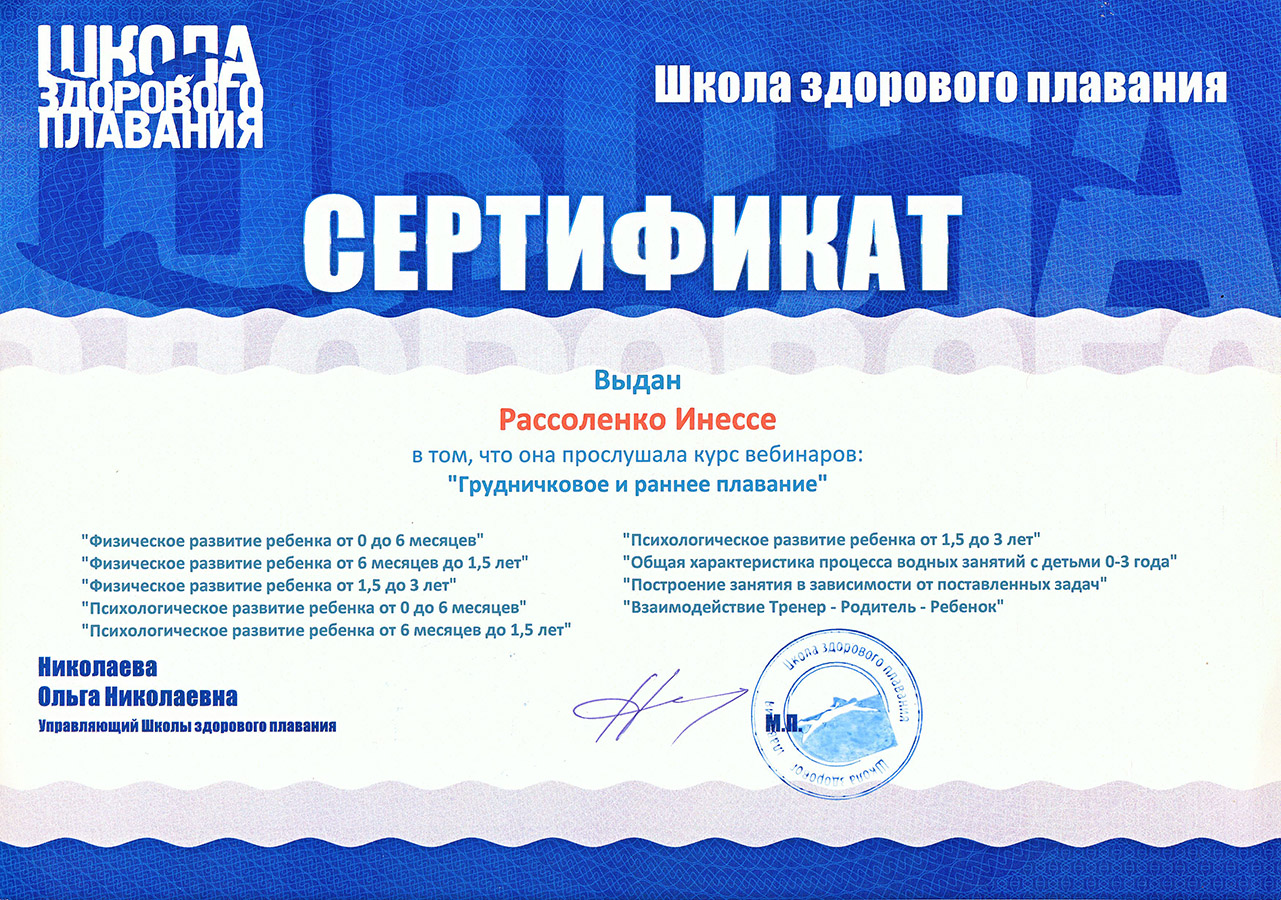 ШКОЛА
ЗДОРОВОГО
ПЛАВАНИЯ
Школа здорового плавания
СЕРТИФИКАТ
Выдан
Рассоленко Инессе
в том, что она прослушала курс вебинаров:
"Грудничковое и раннее плавание"
"Физическое развитие ребенка от 0 до 6 месяцев"
"Физическое развитие ребенка от 6 месяцев до 1,5 лет"
"Физическое развитие ребенка от 1,5 до 3 лет"
"Психологическое развитие ребенка от 0 до 6 месяцев"
"Психологическое развитие ребенка от 6 месяцев до 1,5 лет"
"Психологическое развитие ребенка от 1,5 до 3 лет"
"Общая характеристика процесса водных занятий с детьми 0-3 года"
"Построение занятия в зависимости от поставленных задач"
"Взаимодействие Тренер - Родитель - Ребенок"
Николаева
Ольга Николаевна
Управляющий Школы здорового плавания
М.П.
Школа здорового плавания